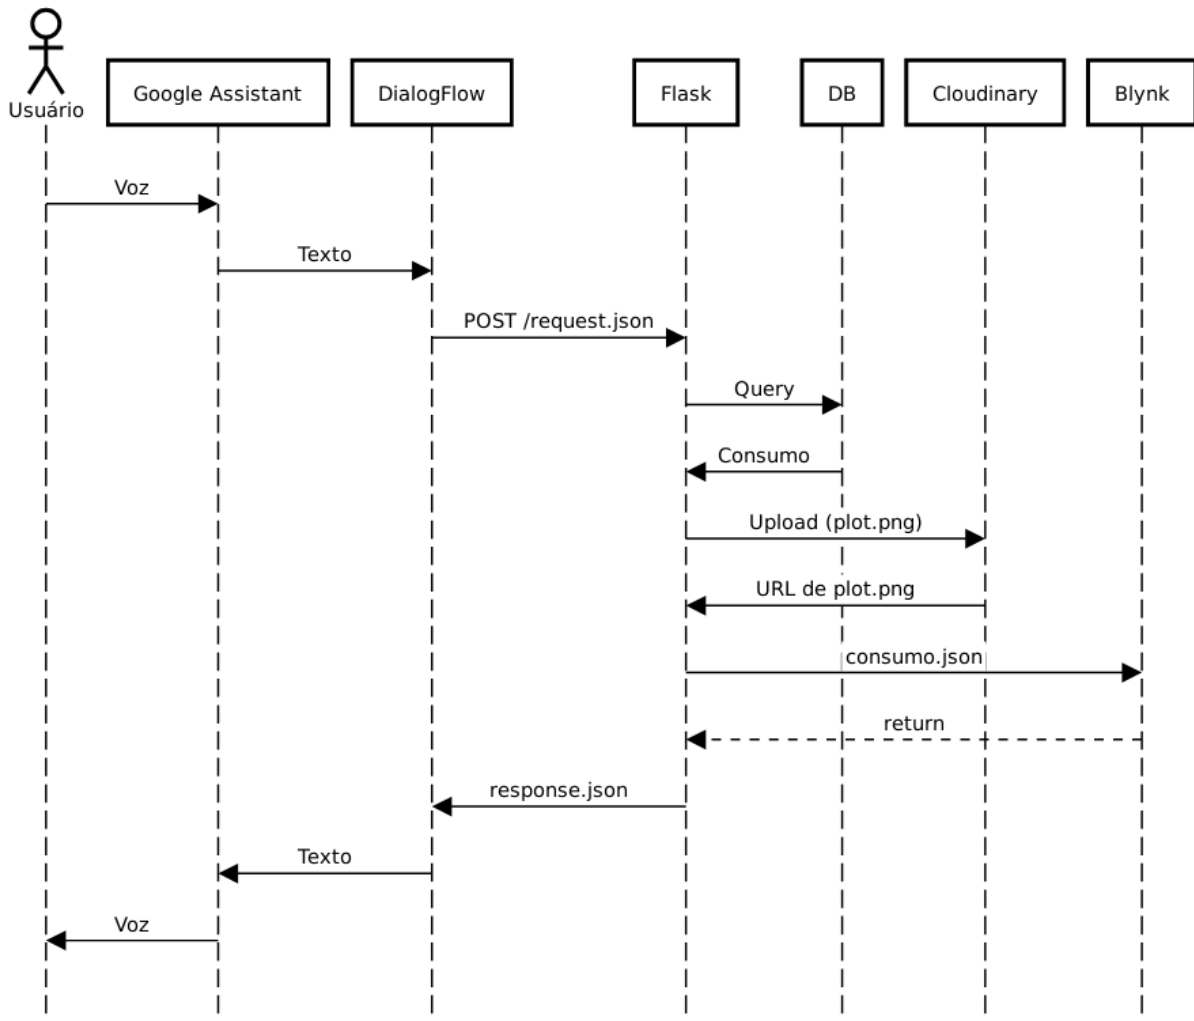 Usuário
Google Assistant
DialogFlow
Flask
DB
Cloudinary
Blynk
Voz
Texto
POST /request.json
Query
Consumo
Upload (plot.png)
URL de plot.png
consumo.json
return
response.json
Texto
Voz